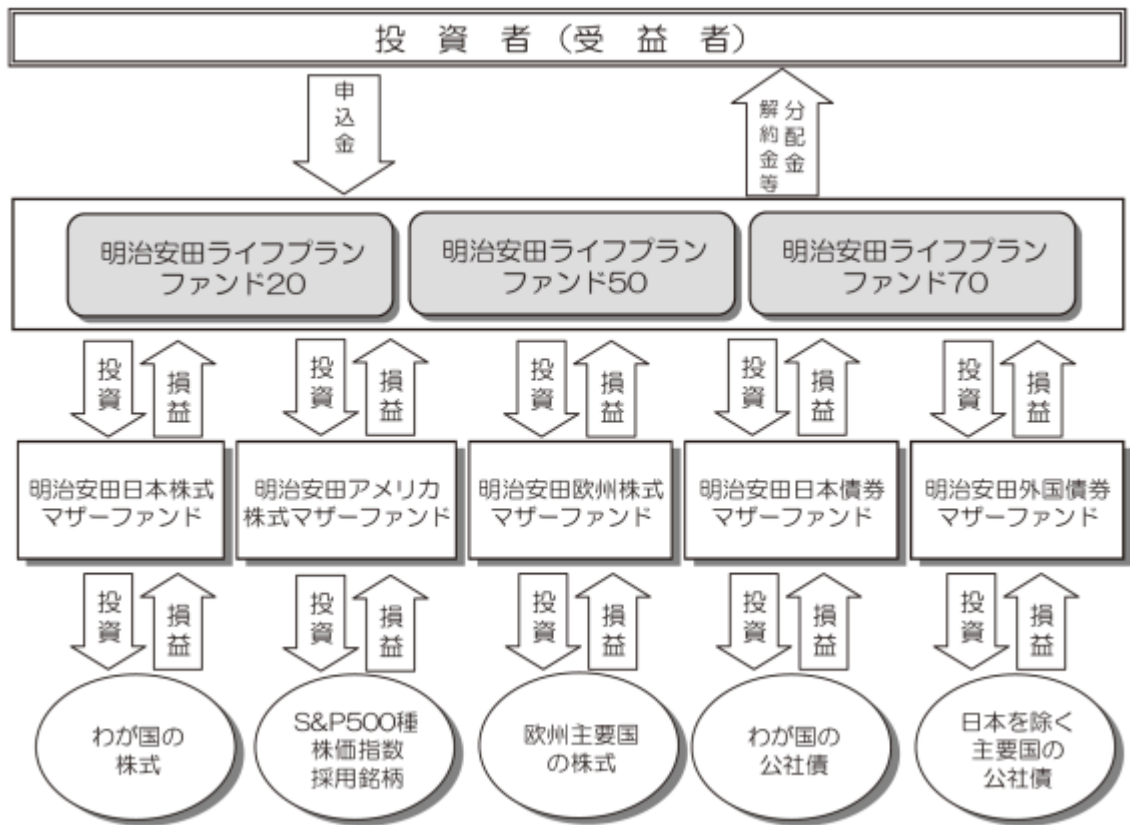 投資者（受益者）
申込金
分配金
解約金等
明治安田ライフプラン
ファンド20
明治安田ライフプラン
ファンド50
明治安田ライフプラン
ファンド70
投資
損益
投資
損益
投資
損益
投資
損益
投資
損益
明治安田日本株式
マザーファンド
明治安田アメリカ
株式マザーファンド
明治安田欧州株式
マザーファンド
明治安田日本債券
マザーファンド
明治安田外国債券
マザーファンド
投資
損益
投資
損益
投資
損益
投資
損益
投資
損益
わが国の
株式
S&P500種
株価指数
採用銘柄
欧州主要国
の株式
わが国の
公社債
日本を除く
主要国の
公社債